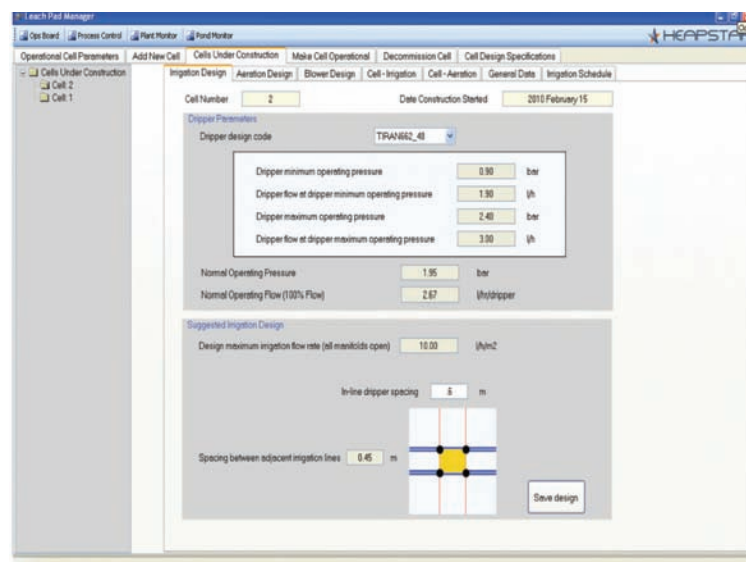 Leach Pad Manager
Ops Board Process Control Plant Monitor Pond Monitor
HEAPSTA
Operational Cell Parameters Add New Cell Cells Under Construction Make Cell Operational Decommission Cell Cell Design Specifications
Cells Under Construction
Cell: 2
Cell: 1
Irrigation Design Aeration Design Blower Design Cell - Irrigation Cell - Aeration General Data Irrigation Schedule
Cell Number 2 Date Construction Started 2010 February 15
Dripper Parameters
Dripper design code TIRAN662_40
Dripper minimum operating pressure 0.90 bar
Dripper flow at dripper minimum operating pressure 1.90 l/h
Dripper maximum operating pressure 2.40 bar
Dripper flow at dripper maximum operating pressure 3.00 l/h
Normal Operating Pressure 1.95 bar
Normal Operating Flow (100% Flow) 2.67 l/hr/dripper
Suggested Irrigation Design
Design maximum irrigation flow rate (all manifolds open) 10.00 l/h/m2
In-line dripper spacing .6 m
Spacing between adjacent irrigation lines 0.45 m
Save design